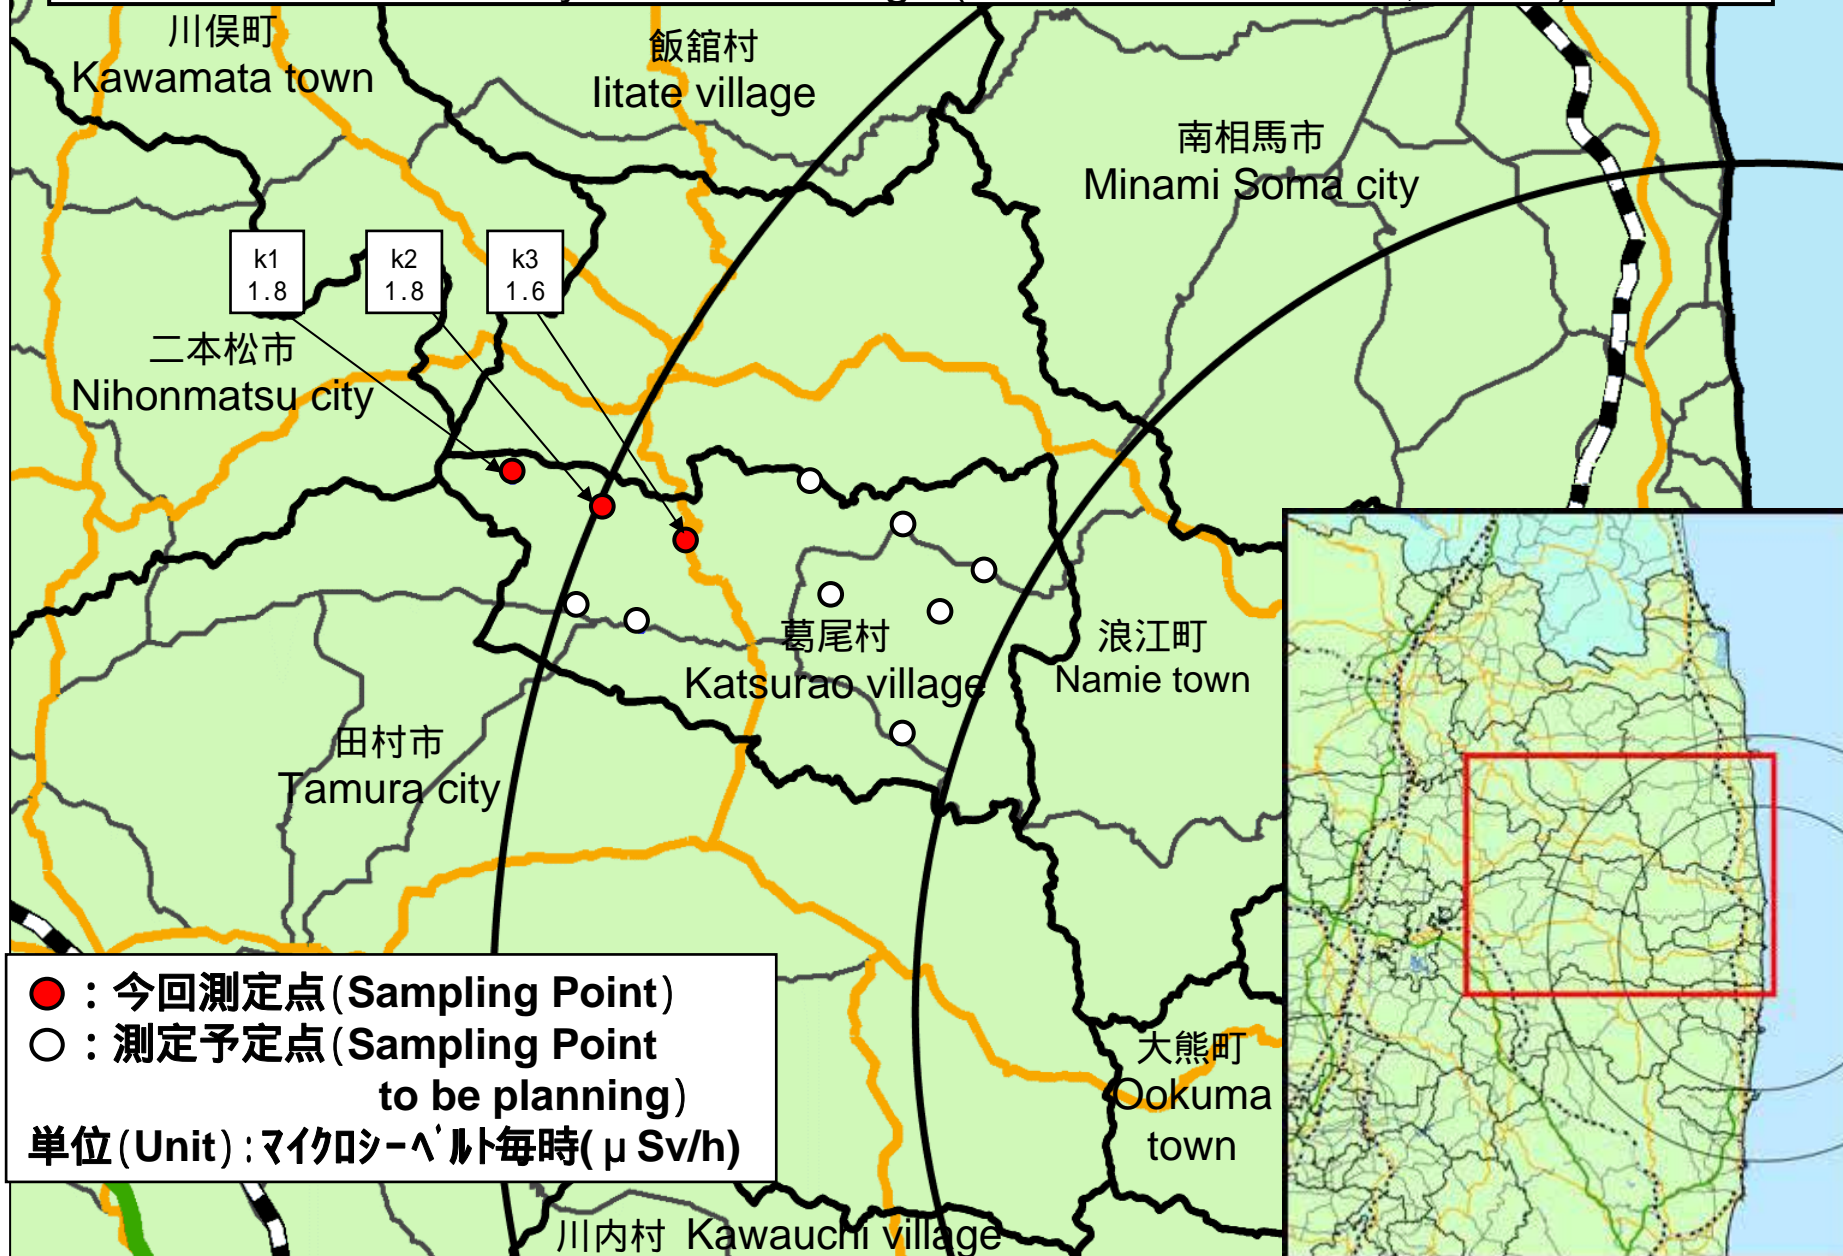 川俣町
Kawamata town
飯舘村
Iitate village
南相馬市
Minami Soma city
k1
1.8
k2
1.8
k3
1.6
二本松市
Nihonmatsu city
葛尾村
Katsurao village
浪江町
Namie town
田村市
Tamura city
大熊町
Ookuma
town
川内村 Kawauchi village
● : 今回測定点(Sampling Point)
○ : 測定予定点(Sampling Point
to be planning)
単位(Unit) : マイクロシーベルト毎時(μSv/h)